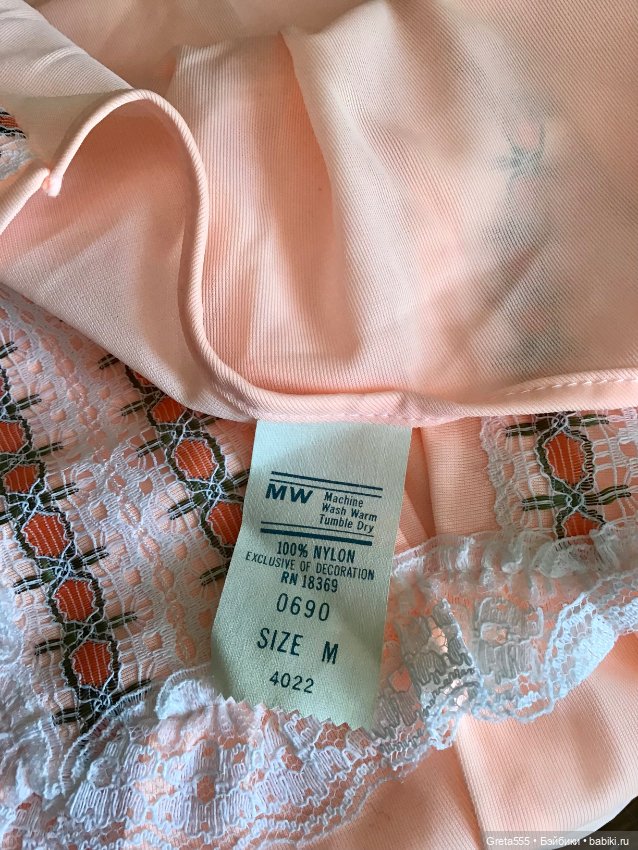 MW Machine
Wash Warm
Tumble Dry
100% NYLON
EXCLUSIVE OF DECORATION
RN 18369
0690
SIZE M
4022
Greta555 • Бэйбики • babiki.ru